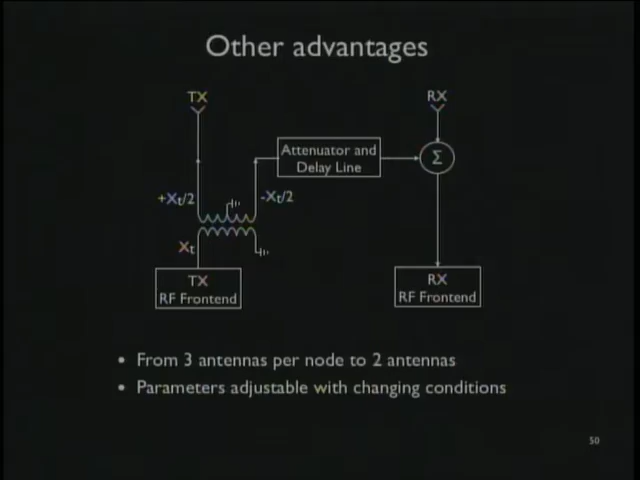 Other advantages
TX
RX
Attenuator and
Delay Line
Σ
+Xt/2
-Xt/2
Xt
TX
RF Frontend
RX
RF Frontend
• From 3 antennas per node to 2 antennas
• Parameters adjustable with changing conditions
50